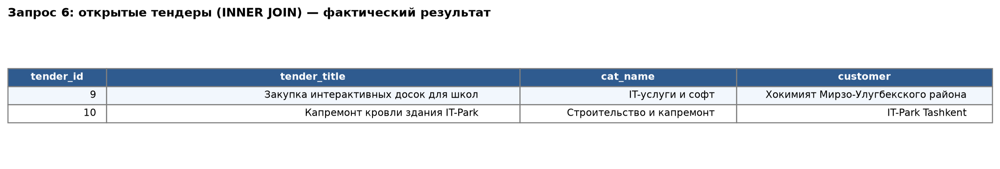 Запрос 6: открытые тендеры (INNER JOIN) — фактический результат
tender_id tender_title cat_name customer
9 Закупка интерактивных досок для школ IT-услуги и софт Хокимият Мирзо-Улугбекского района
10 Капремонт кровли здания IT-Park Строительство и капремонт IT-Park Tashkent